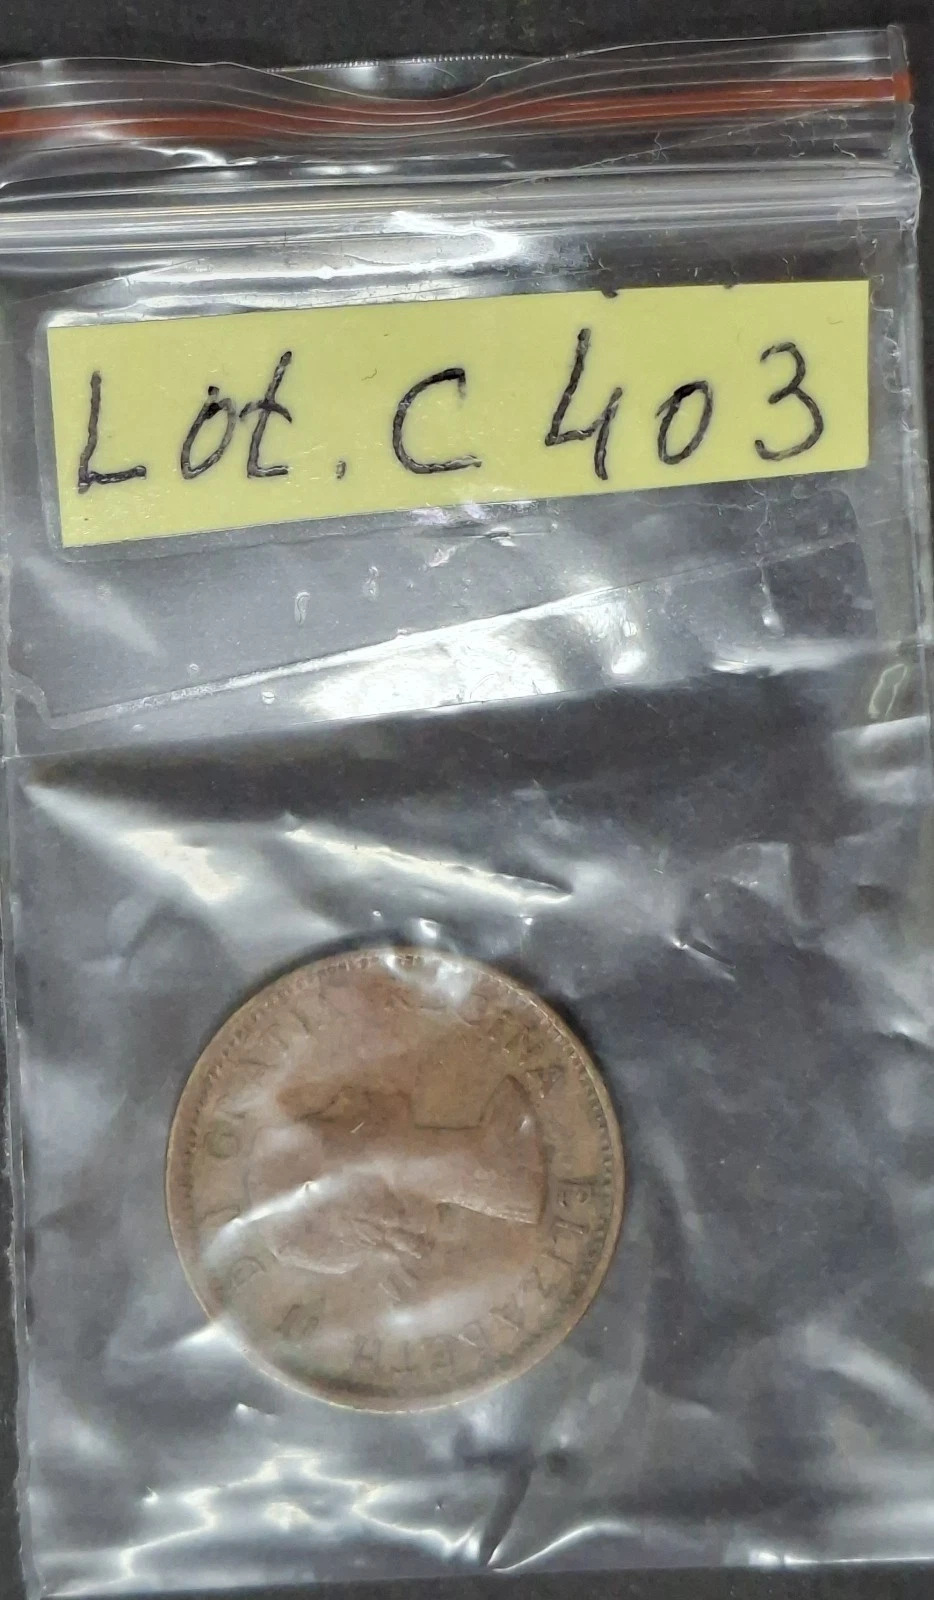 Lot. C 403
ELIZABETH II DEI GRATIA REGINA